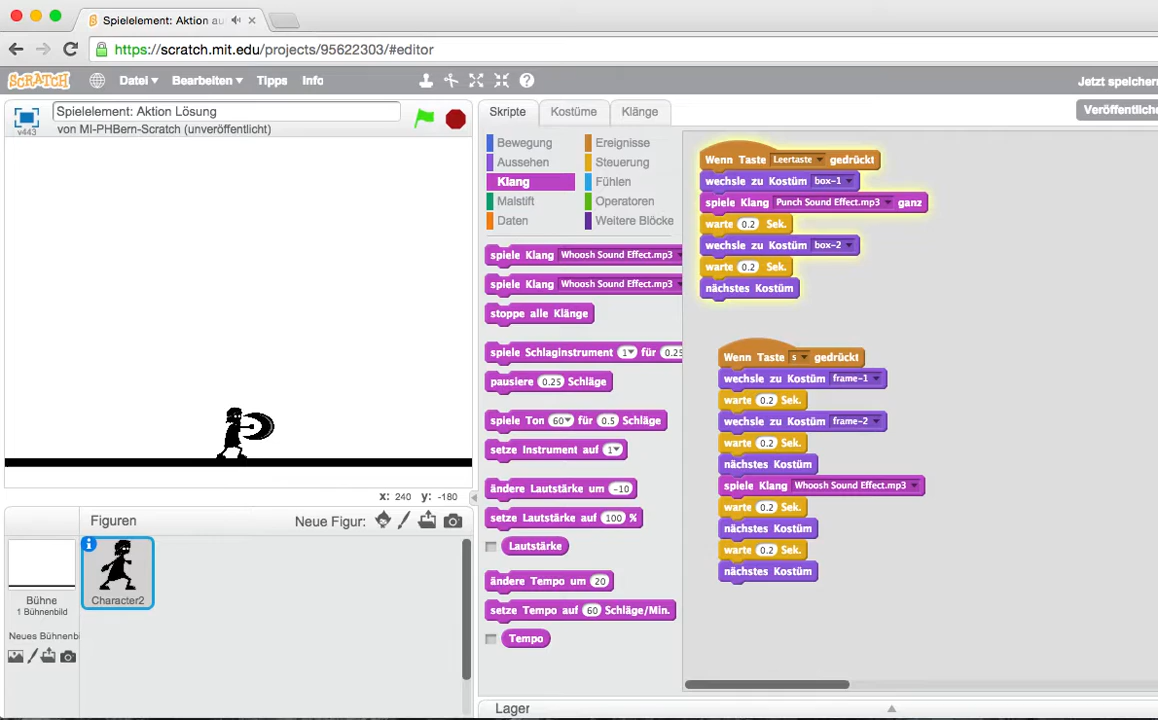 Spielelement: Aktion au
https://scratch.mit.edu/projects/95622303/#editor
SCRATCH
Datei
Bearbeiten
Tipps
Info
Jetzt speicher
Spielelement: Aktion Lösung
v443
von MI-PHBern-Scratch (unveröffentlicht)
Skripte
Kostüme
Klänge
Veröffentliche
Bewegung
Ereignisse
Aussehen
Steuerung
Klang
Fühlen
Malstift
Operatoren
Daten
Weitere Blöcke
spiele Klang Whoosh Sound Effect.mp3
spiele Klang Whoosh Sound Effect.mp3
stoppe alle Klänge
spiele Schlaginstrument 1 für 0.25
pausiere 0.25 Schläge
spiele Ton 60 für 0.5 Schläge
setze Instrument auf 1
ändere Lautstärke um -10
setze Lautstärke auf 100 %
Lautstärke
ändere Tempo um 20
setze Tempo auf 60 Schläge/Min.
Tempo
Wenn Taste Leertaste gedrückt
wechsle zu Kostüm box-1
spiele Klang Punch Sound Effect.mp3 ganz
warte 0.2 Sek.
wechsle zu Kostüm box-2
warte 0.2 Sek.
nächstes Kostüm
Wenn Taste s gedrückt
wechsle zu Kostüm frame-1
warte 0.2 Sek.
wechsle zu Kostüm frame-2
warte 0.2 Sek.
nächstes Kostüm
spiele Klang Whoosh Sound Effect.mp3
warte 0.2 Sek.
nächstes Kostüm
warte 0.2 Sek.
nächstes Kostüm
x: 240 y: -180
Figuren
Neue Figur:
Bühne
1 Bühnenbild
Neues Bühnenb
Character2
Lager